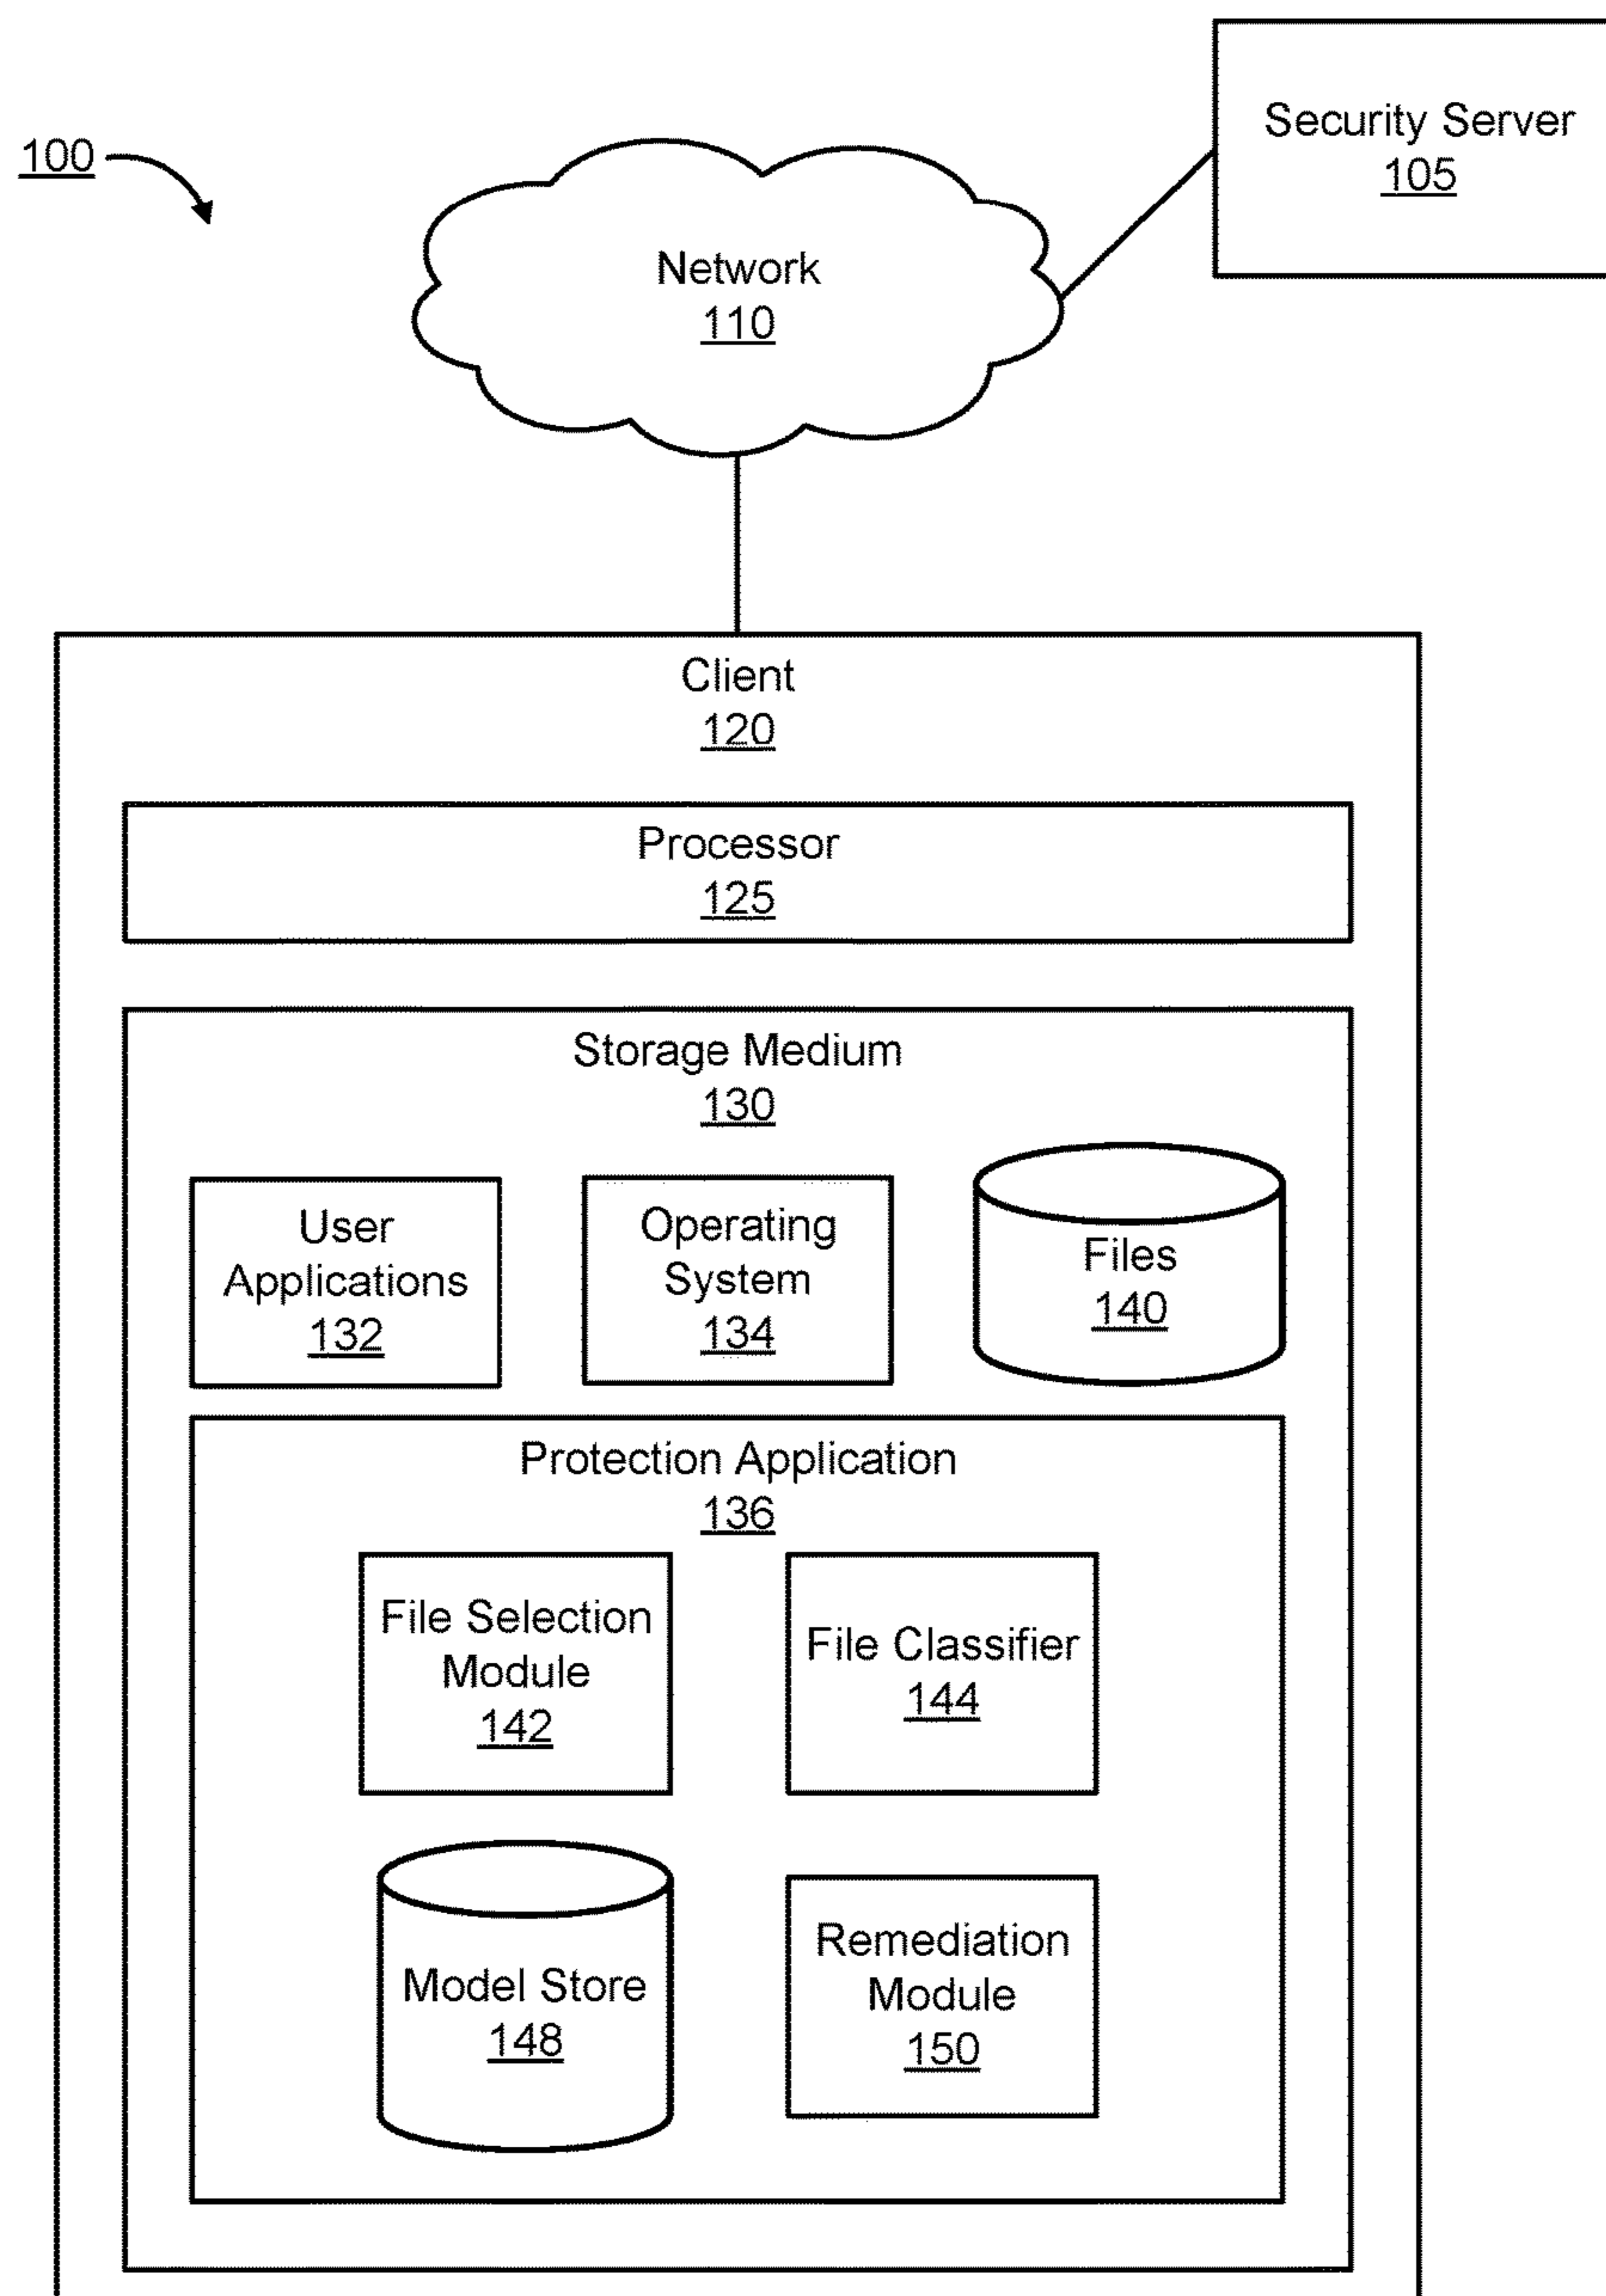 100
Security Server
105
Network
110
Client
120
Processor
125
Storage Medium
130
User
Applications
132
Operating
System
134
Files
140
Protection Application
136
File Selection
Module
142
File Classifier
144
Model Store
148
Remediation
Module
150